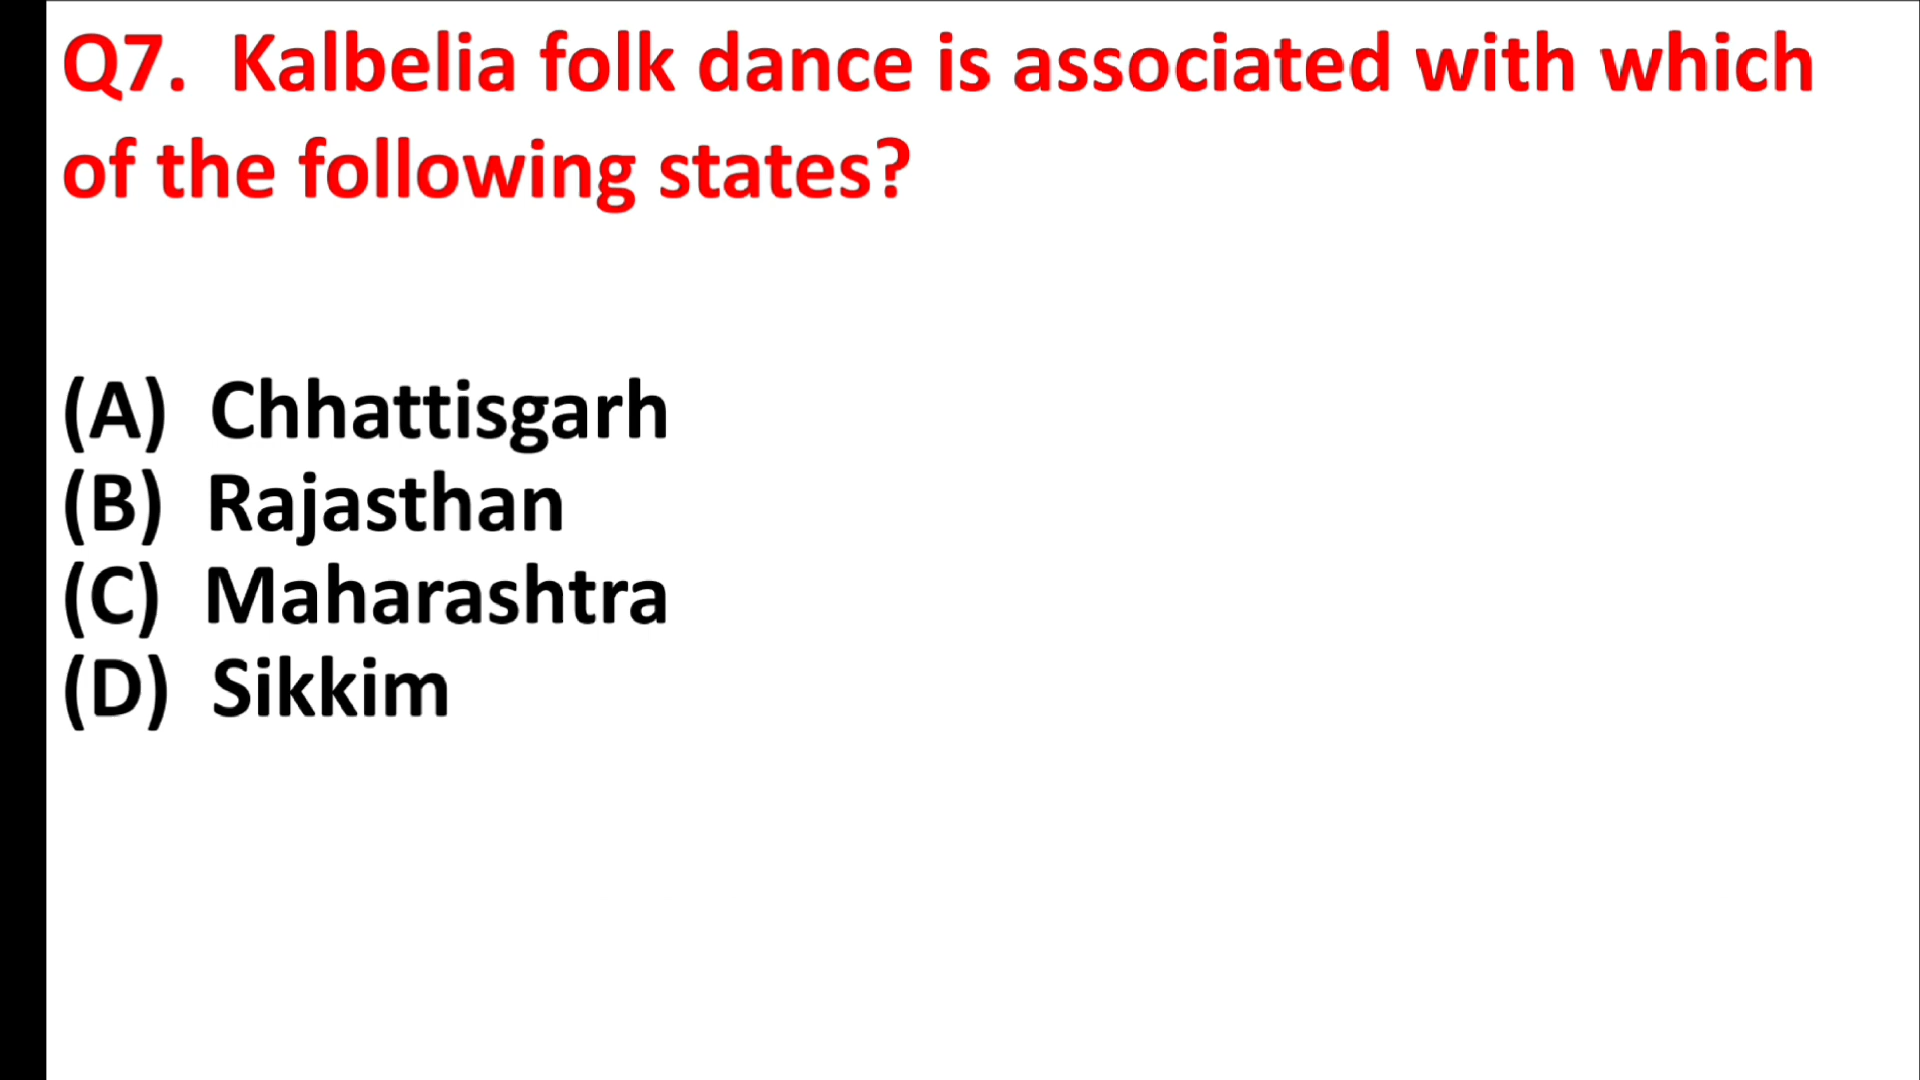 Q7. Kalbelia folk dance is associated with which
of the following states?
(A) Chhattisgarh
(B) Rajasthan
(C) Maharashtra
(D) Sikkim